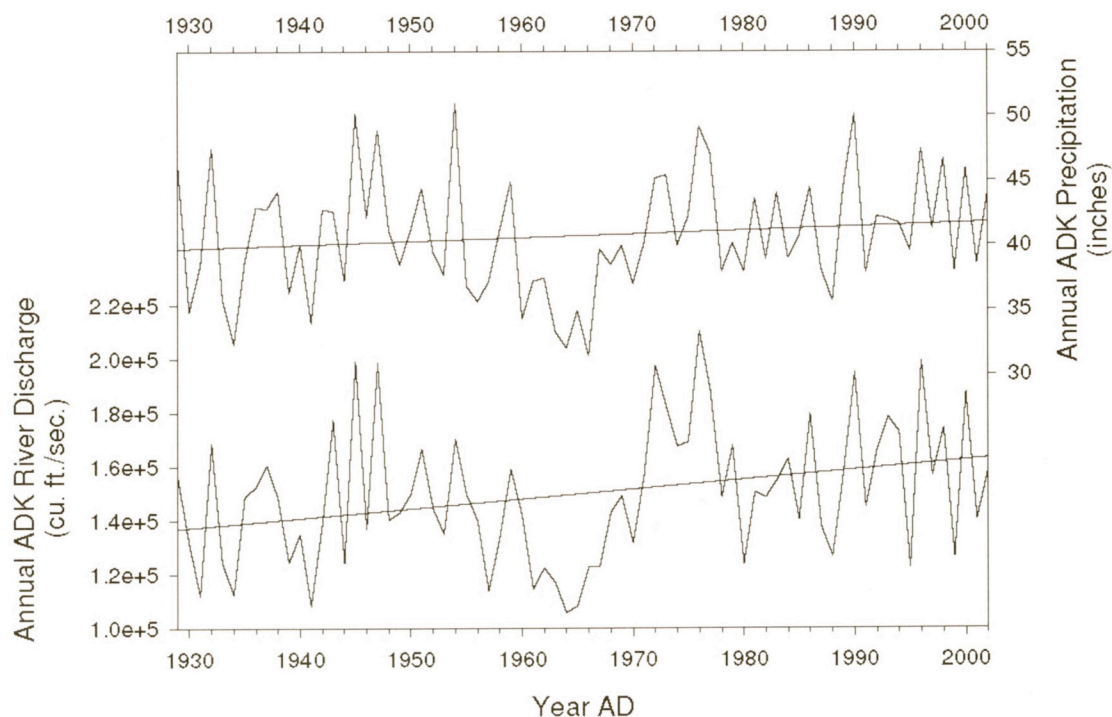 1930 1940 1950 1960 1970 1980 1990 2000
55
50
45
40
35
30
Annual ADK Precipitation
(inches)
2.2e+5
2.0e+5
1.8e+5
1.6e+5
1.4e+5
1.2e+5
1.0e+5
Annual ADK River Discharge
(cu. ft./sec.)
1930 1940 1950 1960 1970 1980 1990 2000
Year AD